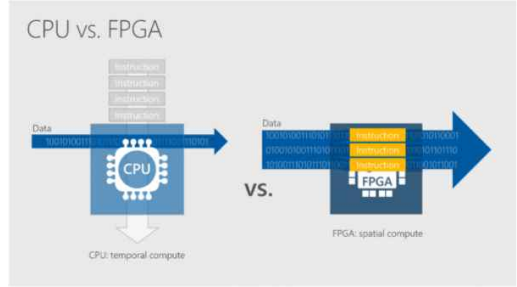 CPU vs. FPGA
Instruction
Instruction
Instruction
Instruction
Data
CPU
CPU: temporal compute
vs.
Data
Instruction
Instruction
Instruction
FPGA
FPGA: spatial compute